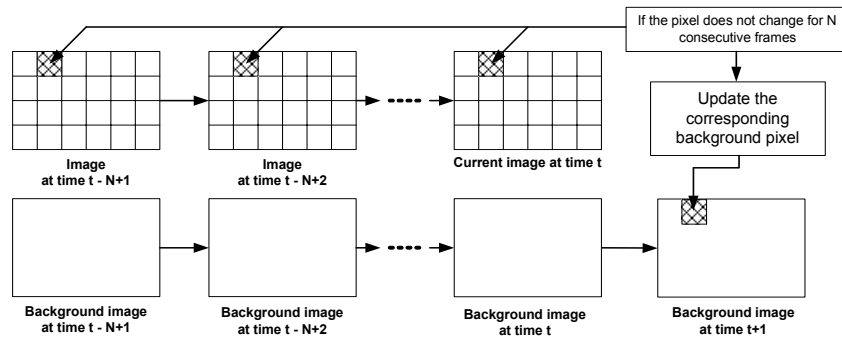 If the pixel does not change for N
consecutive frames
Update the
corresponding
background pixel
Image
at time t - N+1
Image
at time t - N+2
Current image at time t
Background image
at time t - N+1
Background image
at time t - N+2
Background image
at time t
Background image
at time t+1